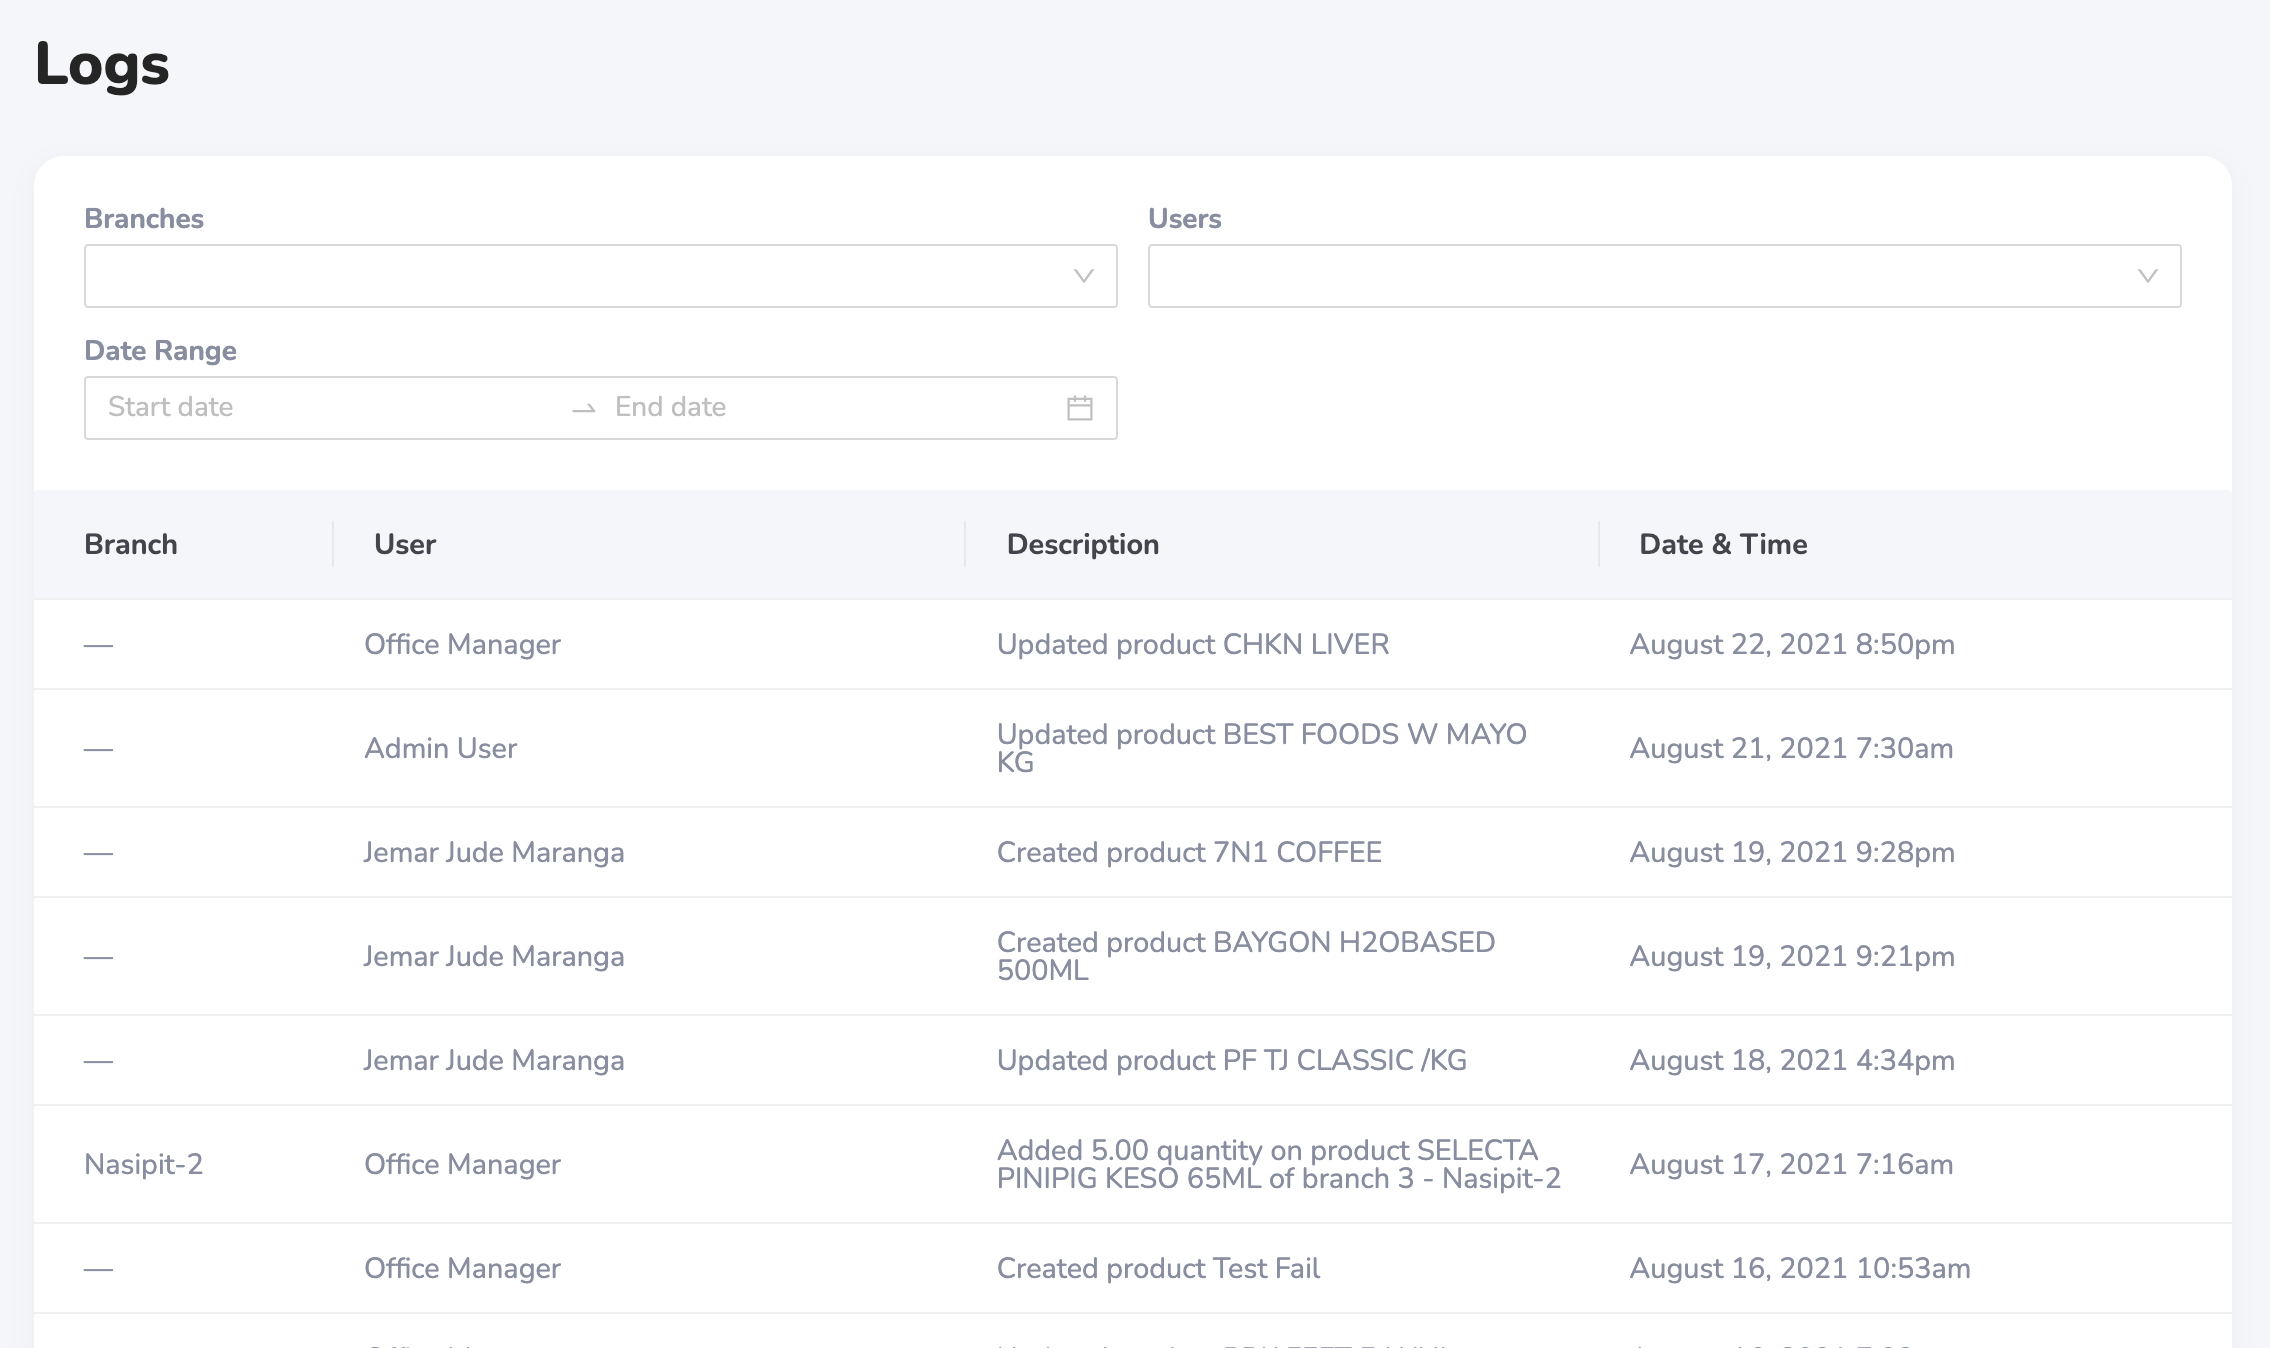 Logs
Branches
Users
Date Range
Start date → End date
Branch User Description Date & Time
— Office Manager Updated product CHKN LIVER August 22, 2021 8:50pm
— Admin User Updated product BEST FOODS W MAYO
KG
August 21, 2021 7:30am
— Jemar Jude Maranga Created product 7N1 COFFEE August 19, 2021 9:28pm
— Jemar Jude Maranga Created product BAYGON H2OBASED
500ML
August 19, 2021 9:21pm
— Jemar Jude Maranga Updated product PF TJ CLASSIC /KG August 18, 2021 4:34pm
Nasipit-2 Office Manager Added 5.00 quantity on product SELECTA
PINIPIG KESO 65ML of branch 3 - Nasipit-2
August 17, 2021 7:16am
— Office Manager Created product Test Fail August 16, 2021 10:53am